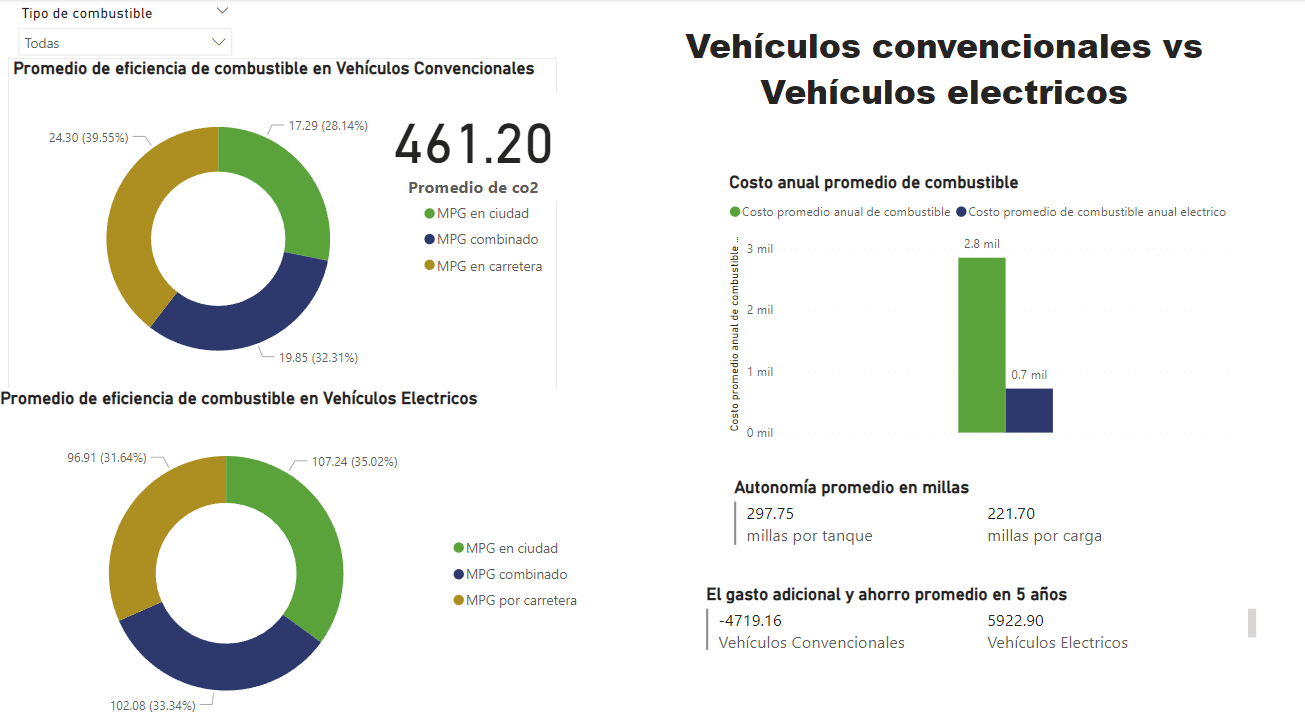 Tipo de combustible
Todas
Promedio de eficiencia de combustible en Vehículos Convencionales
24.30 (39.55%)
17.29 (28.14%)
19.85 (32.31%)
461.20
Promedio de co2
MPG en ciudad
MPG combinado
MPG en carretera
Promedio de eficiencia de combustible en Vehículos Electricos
96.91 (31.64%)
107.24 (35.02%)
102.08 (33.34%)
MPG en ciudad
MPG combinado
MPG por carretera
Vehículos convencionales vs
Vehículos electricos
Costo anual promedio de combustible
Costo promedio anual de combustible Costo promedio de combustible anual electrico
Costo promedio anual de combustible ...
3 mil
2 mil
1 mil
0 mil
2.8 mil
0.7 mil
Autonomía promedio en millas
297.75 221.70
millas por tanque millas por carga
El gasto adicional y ahorro promedio en 5 años
-4719.16 5922.90
Vehículos Convencionales Vehículos Electricos